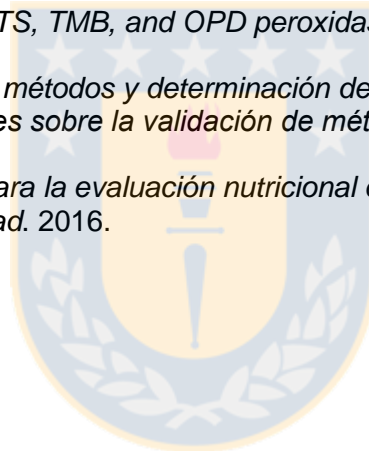 TS, TMB, and OPD peroxidas
métodos y determinación de
es sobre la validación de mét
ara la evaluación nutricional
ad. 2016.